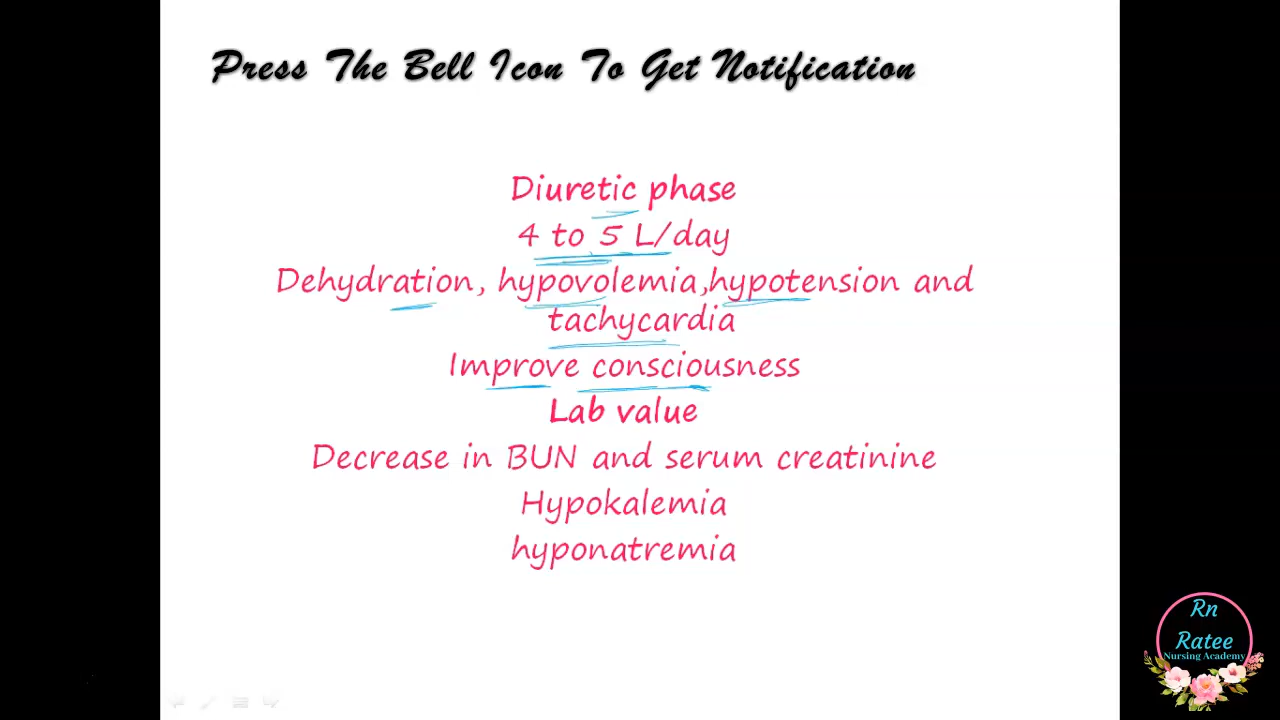 Press The Bell Icon To Get Notification
Diuretic phase
4 to 5 L/day
Dehydration, hypovolemia,hypotension and
tachycardia
Improve consciousness
Lab value
Decrease in BUN and serum creatinine
Hypokalemia
hyponatremia
Rn
Ratee
Nursing Academy